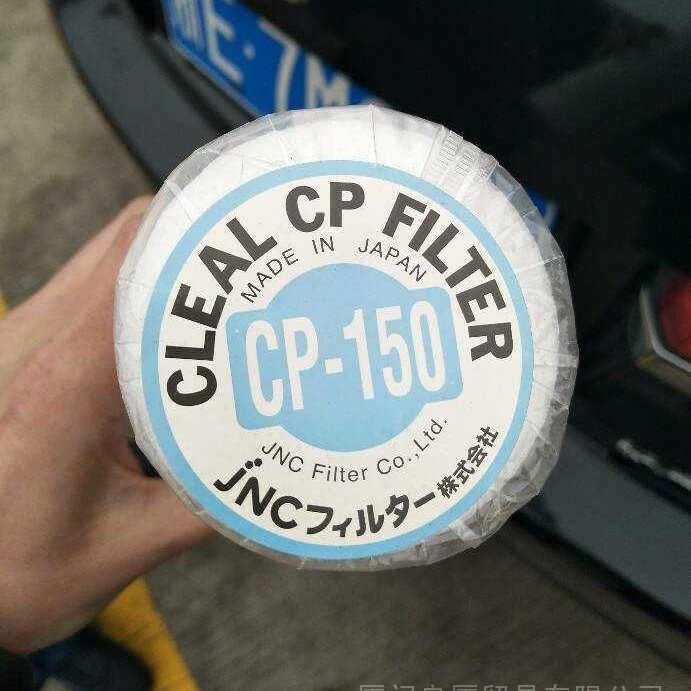 E·7M
CLEAL CP FILTER
MADE IN JAPAN
CP-150
JNC Filter Co.,Ltd.
JNCフィルター株式会社